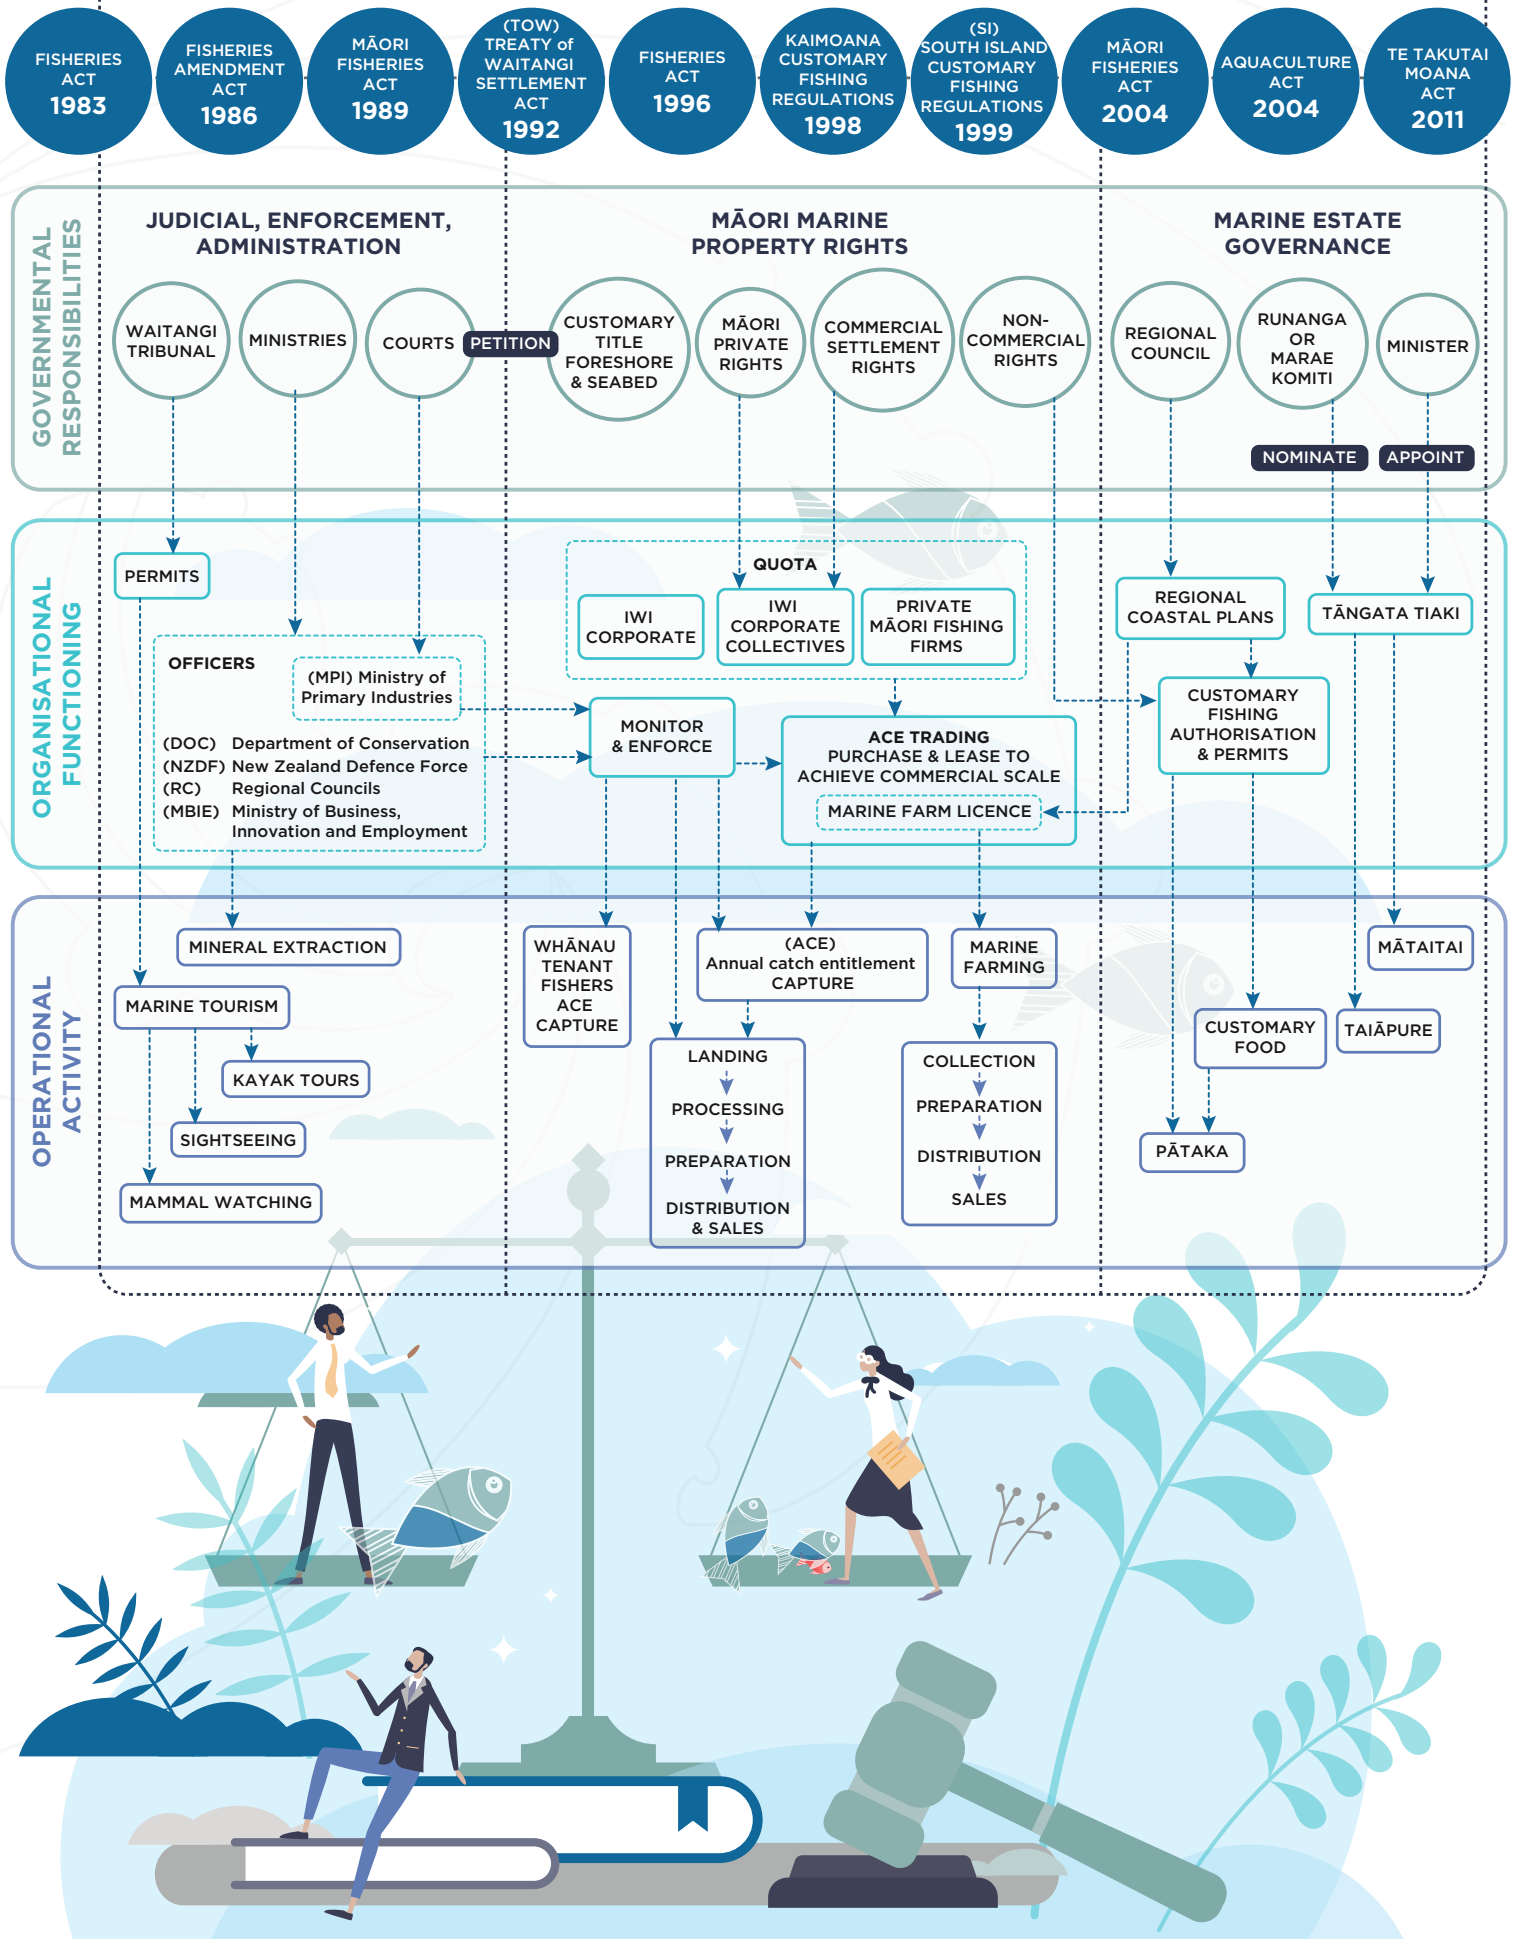 FISHERIES
ACT
1983
FISHERIES
AMENDMENT
ACT
1986
MĀORI
FISHERIES
ACT
1989
(TOW)
TREATY of
WAITANGI
SETTLEMENT
ACT
1992
FISHERIES
ACT
1996
KAIMOANA
CUSTOMARY
FISHING
REGULATIONS
1998
(SI)
SOUTH ISLAND
CUSTOMARY
FISHING
REGULATIONS
1999
MĀORI
FISHERIES
ACT
2004
AQUACULTURE
ACT
2004
TE TAKUTAI
MOANA
ACT
2011
GOVERNMENTAL
RESPONSIBILITIES
JUDICIAL, ENFORCEMENT,
ADMINISTRATION
MĀORI MARINE
PROPERTY RIGHTS
MARINE ESTATE
GOVERNANCE
WAITANGI
TRIBUNAL
MINISTRIES
COURTS
PETITION
CUSTOMARY
TITLE
FORESHORE
& SEABED
MĀORI
PRIVATE
RIGHTS
COMMERCIAL
SETTLEMENT
RIGHTS
NON-
COMMERCIAL
RIGHTS
REGIONAL
COUNCIL
RUNANGA
OR
MARAE
KOMITI
MINISTER
NOMINATE
APPOINT
ORGANISATIONAL
FUNCTIONING
PERMITS
OFFICERS
(MPI) Ministry of
Primary Industries
(DOC) Department of Conservation
(NZDF) New Zealand Defence Force
(RC) Regional Councils
(MBIE) Ministry of Business,
Innovation and Employment
QUOTA
IWI
CORPORATE
IWI
CORPORATE
COLLECTIVES
PRIVATE
MĀORI FISHING
FIRMS
MONITOR
& ENFORCE
ACE TRADING
PURCHASE & LEASE TO
ACHIEVE COMMERCIAL SCALE
MARINE FARM LICENCE
REGIONAL
COASTAL PLANS
TĀNGATA TIAKI
CUSTOMARY
FISHING
AUTHORISATION
& PERMITS
OPERATIONAL
ACTIVITY
MINERAL EXTRACTION
MARINE TOURISM
KAYAK TOURS
SIGHTSEEING
MAMMAL WATCHING
WHĀNAU
TENANT
FISHERS
ACE
CAPTURE
(ACE)
Annual catch entitlement
CAPTURE
LANDING
PROCESSING
PREPARATION
DISTRIBUTION
& SALES
MARINE
FARMING
COLLECTION
PREPARATION
DISTRIBUTION
SALES
MĀTAITAI
CUSTOMARY
FOOD
TAIĀPURE
PĀTAKA